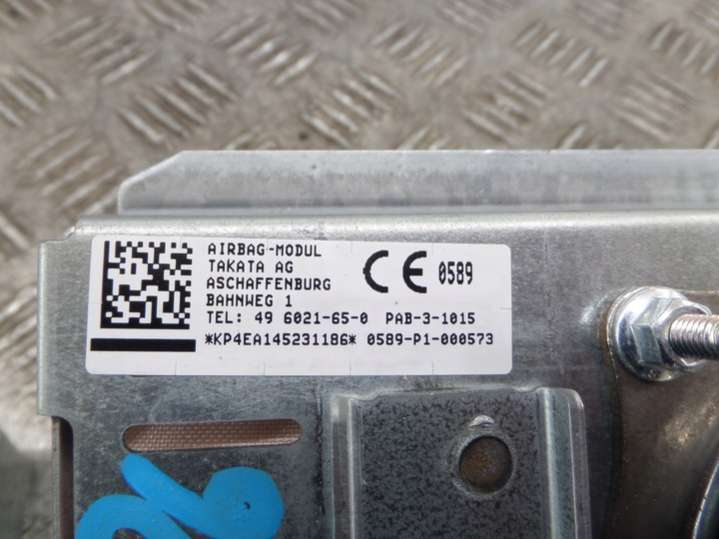 AIRBAG-MODUL
TAKATA AG
ASCHAFFENBURG
BAHNWEG 1
CE 0589
TEL: 49 6021-65-0 PAB-3-1015
*KP4EA145231186* 0589-P1-000573